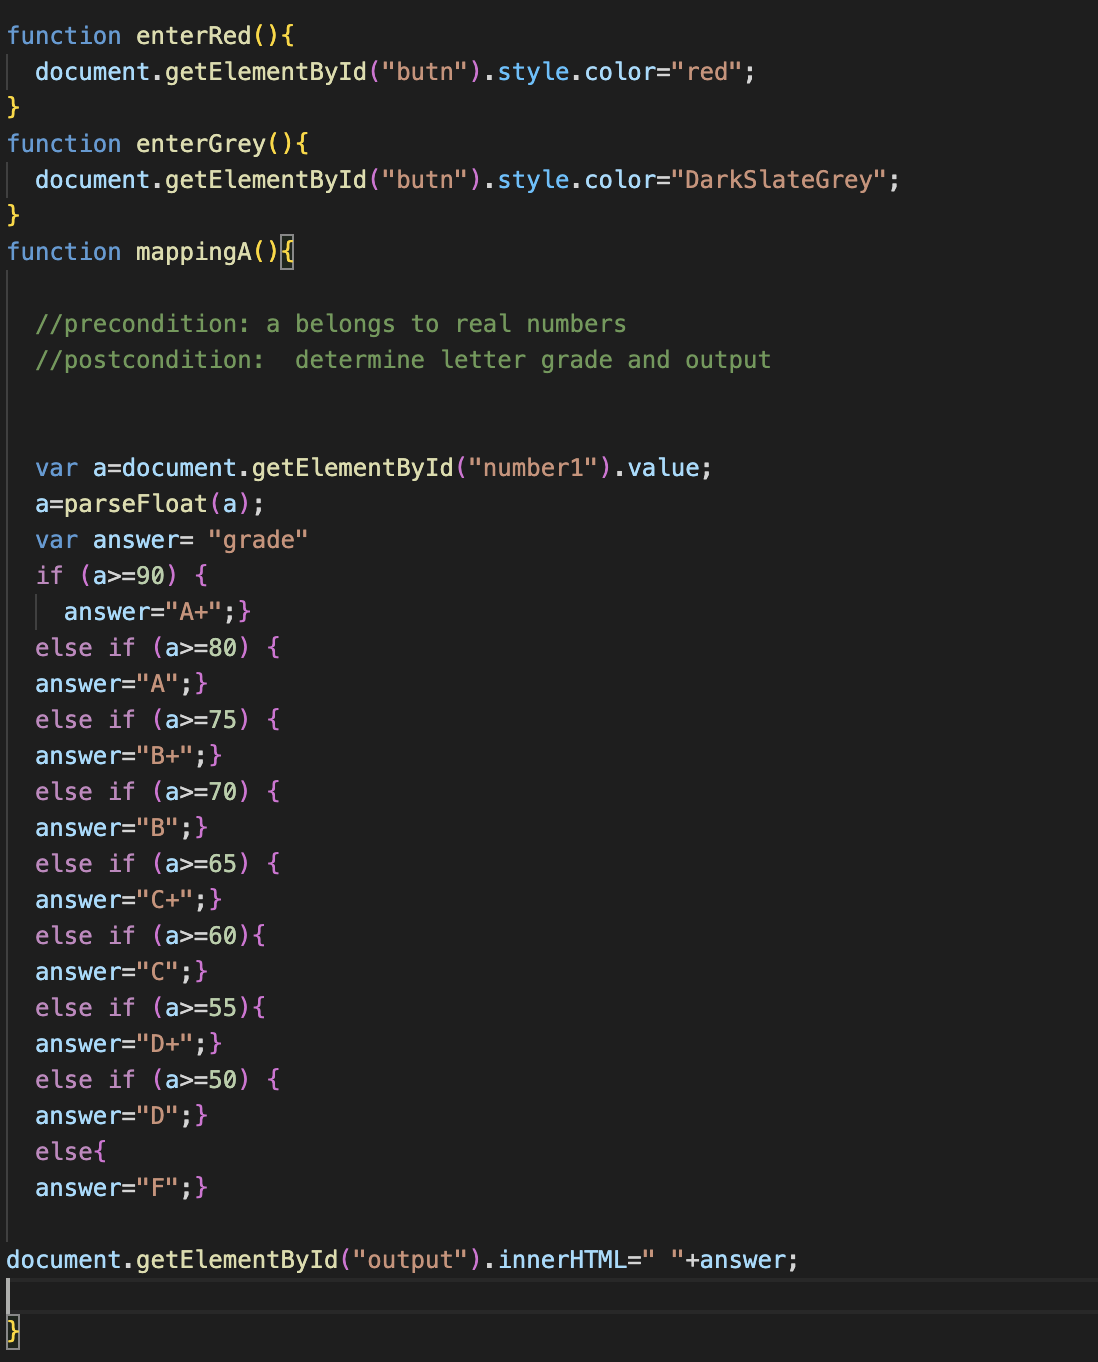 function enterRed(){
  document.getElementById("butn").style.color="red";
}
function enterGrey(){
  document.getElementById("butn").style.color="DarkSlateGrey";
}
function mappingA(){
  //precondition: a belongs to real numbers
  //postcondition:  determine letter grade and output
  var a=document.getElementById("number1").value;
  a=parseFloat(a);
  var answer= "grade"
  if (a>=90) {
    answer="A+";}
  else if (a>=80) {
  answer="A";}
  else if (a>=75) {
  answer="B+";}
  else if (a>=70) {
  answer="B";}
  else if (a>=65) {
  answer="C+";}
  else if (a>=60){
  answer="C";}
  else if (a>=55){
  answer="D+";}
  else if (a>=50) {
  answer="D";}
  else{
  answer="F";}
document.getElementById("output").innerHTML=" "+answer;
}